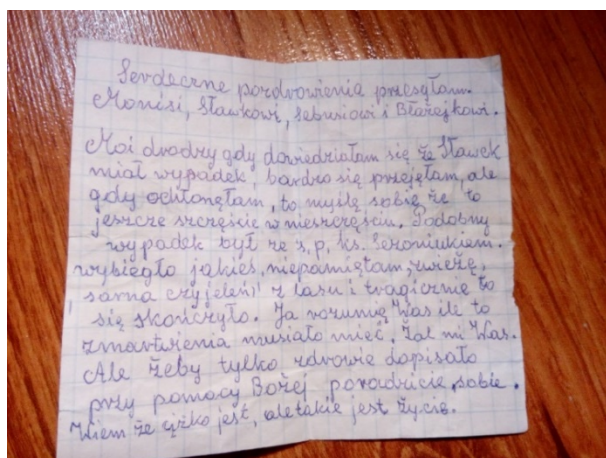 Serdeczne pozdrowienia przesyłam.
Monisi, Sławkowi, Sebusiowi i Błażejkowi.
Moi drodzy gdy dowiedziałam się że Sławek
miał wypadek, bardzo się przejęłam, ale
gdy ochłonęłam, to myślę sobie że to
jeszcze szczęście w nieszczęściu. Podobny
wypadek był ze ś.p. ks. Seroniukiem.
wybiegło jakieś, niepamiętam, zwierzę,
sarna czy jeleń, z lasu i tragicznie to
się skończyło. Ja rozumię Was ile to
zmartwienia musiało mieć. Żal mi Was.
Ale żeby tylko zdrowie dopisało
przy pomocy Bożej poradzicie sobie.
Wiem że ciżko jest, ale takie jest życie.